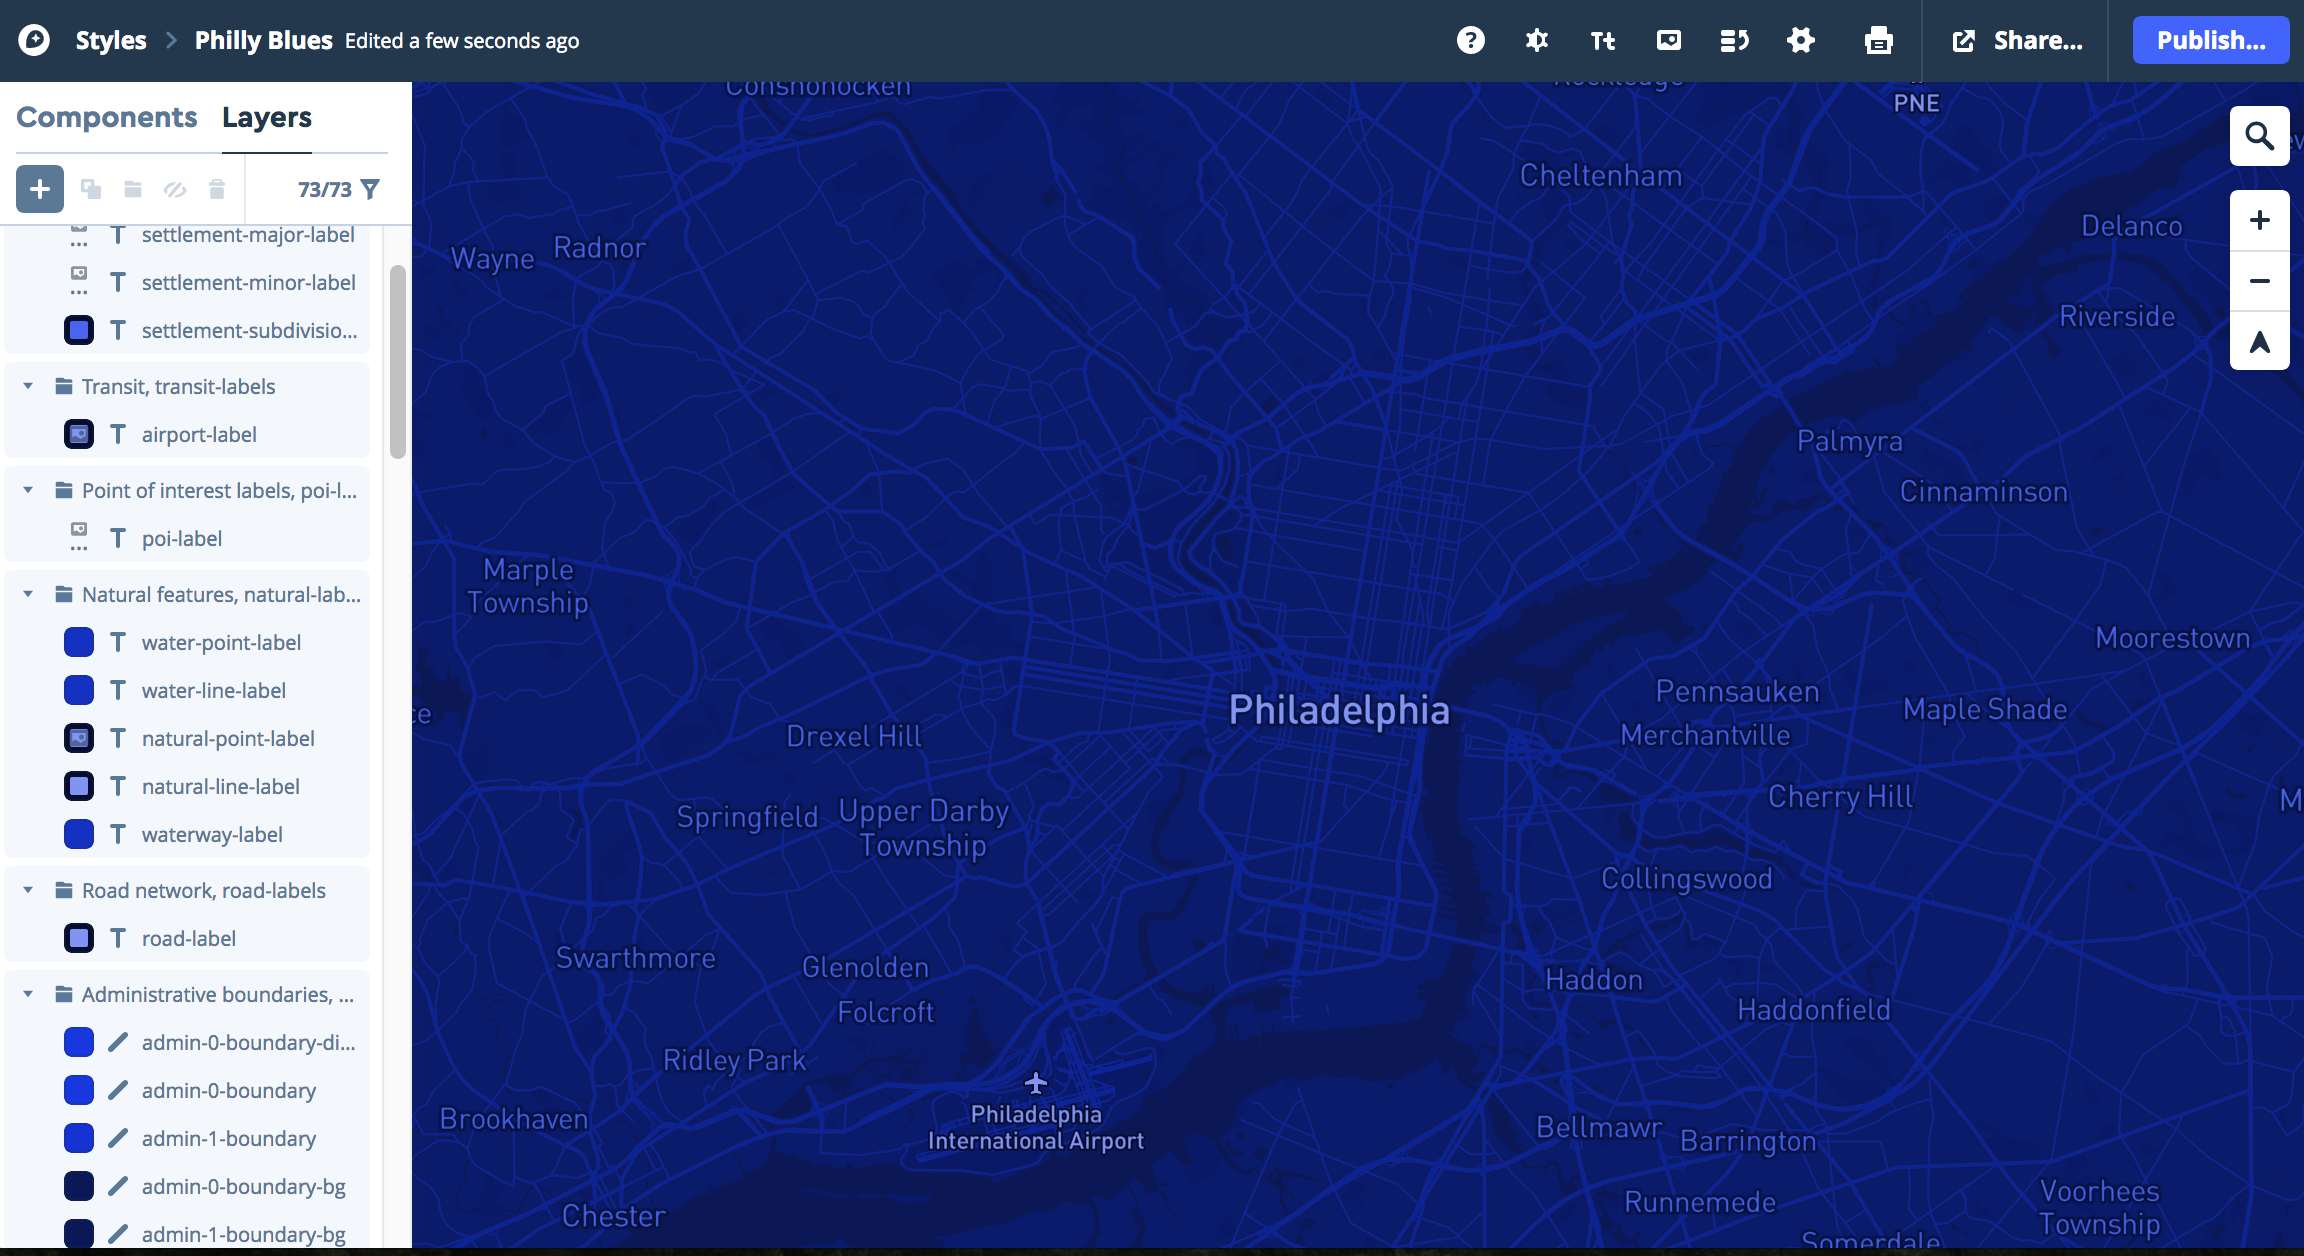 Styles > Philly Blues Edited a few seconds ago
Share...
Publish...
Components Layers
73/73
settlement-major-label
settlement-minor-label
settlement-subdivisio...
Transit, transit-labels
airport-label
Point of interest labels, poi-l...
poi-label
Natural features, natural-lab...
water-point-label
water-line-label
natural-point-label
natural-line-label
waterway-label
Road network, road-labels
road-label
Administrative boundaries, ...
admin-0-boundary-di...
admin-0-boundary
admin-1-boundary
admin-0-boundary-bg
admin-1-boundary-bg
Conshohocken
Rockledge
PNE
Cheltenham
Wayne
Radnor
Delanco
Riverside
Palmyra
Cinnaminson
Marple
Township
Moorestown
Pennsauken
Philadelphia
Maple Shade
Drexel Hill
Merchantville
Cherry Hill
Springfield
Upper Darby
Township
Collingswood
Swarthmore
Glenolden
Haddon
Folcroft
Haddonfield
Ridley Park
Philadelphia
International Airport
Brookhaven
Bellmawr
Barrington
Chester
Runnemede
Voorhees
Township
Somerdale